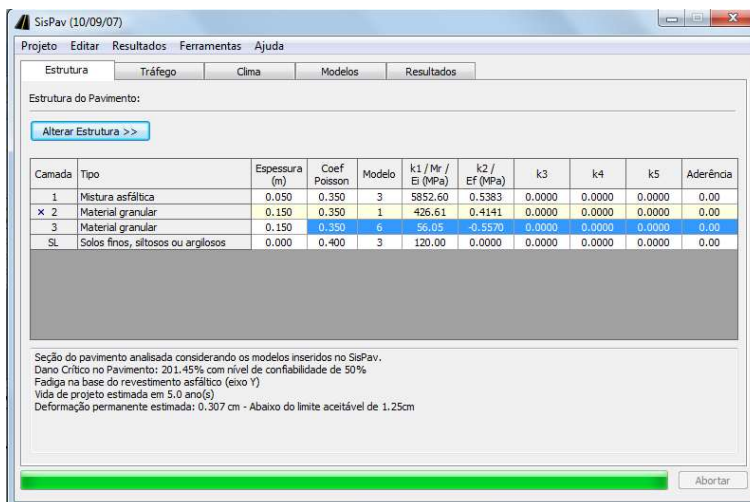 SisPav (10/09/07)
Projeto Editar Resultados Ferramentas Ajuda
Estrutura Tráfego Clima Modelos Resultados
Estrutura do Pavimento:
Alterar Estrutura >>
Camada Tipo Espessura (m) Coef Poisson Modelo k1 / Mr / Ei (MPa) k2 / Ef (MPa) k3 k4 k5 Aderência
1 Mistura asfáltica 0.050 0.350 3 5852.60 0.5383 0.0000 0.0000 0.0000 0.00
× 2 Material granular 0.150 0.350 1 426.61 0.4141 0.0000 0.0000 0.0000 0.00
3 Material granular 0.150 0.350 6 56.05 -0.5570 0.0000 0.0000 0.0000 0.00
SL Solos finos, siltosos ou argilosos 0.000 0.400 3 120.00 0.0000 0.0000 0.0000 0.0000 0.00
Seção do pavimento analisada considerando os modelos inseridos no SisPav.
Dano Crítico no Pavimento: 201.45% com nível de confiabilidade de 50%
Fadiga na base do revestimento asfáltico (eixo Y)
Vida de projeto estimada em 5.0 ano(s)
Deformação permanente estimada: 0.307 cm - Abaixo do limite aceitável de 1.25cm
Abortar